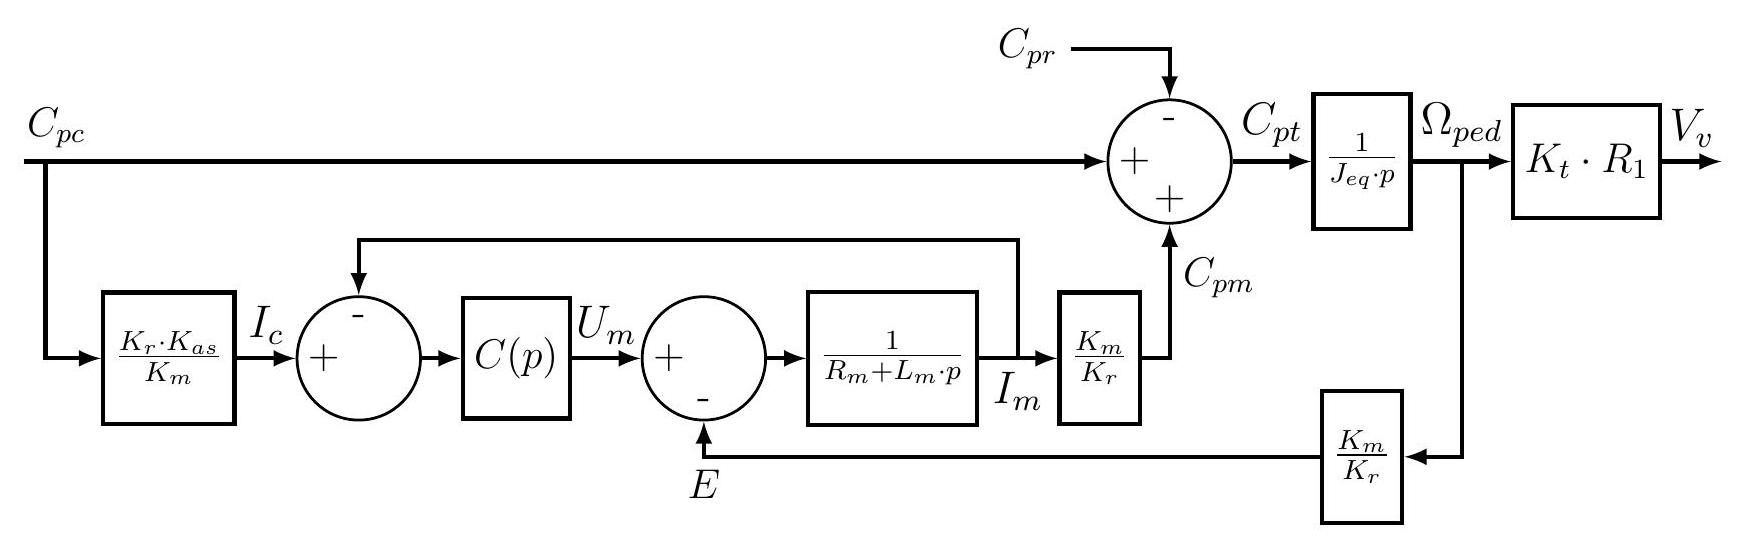 C_{pr}
-
C_{pc}
+
+
C_{pt}
\frac{1}{J_{eq} \cdot p}
\Omega_{ped}
K_t \cdot R_1
V_v
C_{pm}
\frac{K_r \cdot K_{as}}{K_m}
I_c
-
+
C(p)
U_m
+
-
\frac{1}{R_m + L_m \cdot p}
I_m
\frac{K_m}{K_r}
\frac{K_m}{K_r}
E